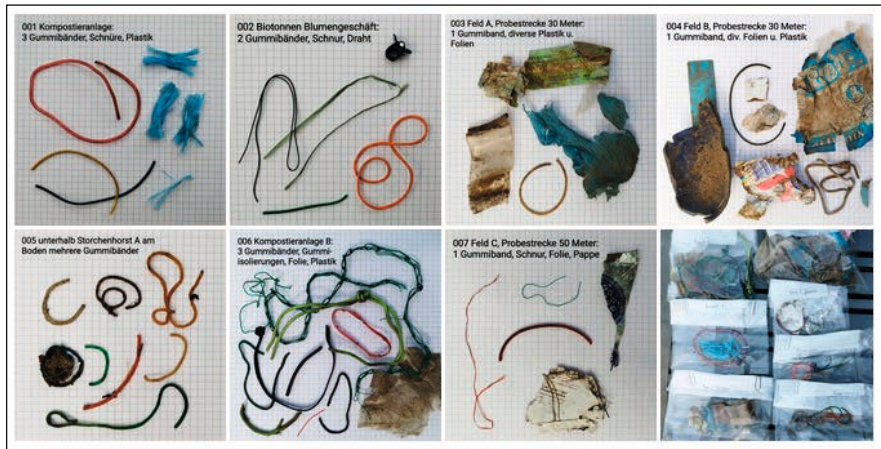 001 Kompostieranlage:
3 Gummibänder, Schnüre, Plastik
002 Biotonnen Blumengeschäft:
2 Gummibänder, Schnur, Draht
003 Feld A, Probestrecke 30 Meter:
1 Gummiband, diverse Plastik u.
Folien
004 Feld B, Probestrecke 30 Meter:
1 Gummiband, div. Folien u. Plastik
005 unterhalb Storchenhorst A am
Boden mehrere Gummibänder
006 Kompostieranlage B:
3 Gummibänder, Gummi-
isolierungen, Folie, Plastik
007 Feld C, Probestrecke 50 Meter:
1 Gummiband, Schnur, Folie, Pappe